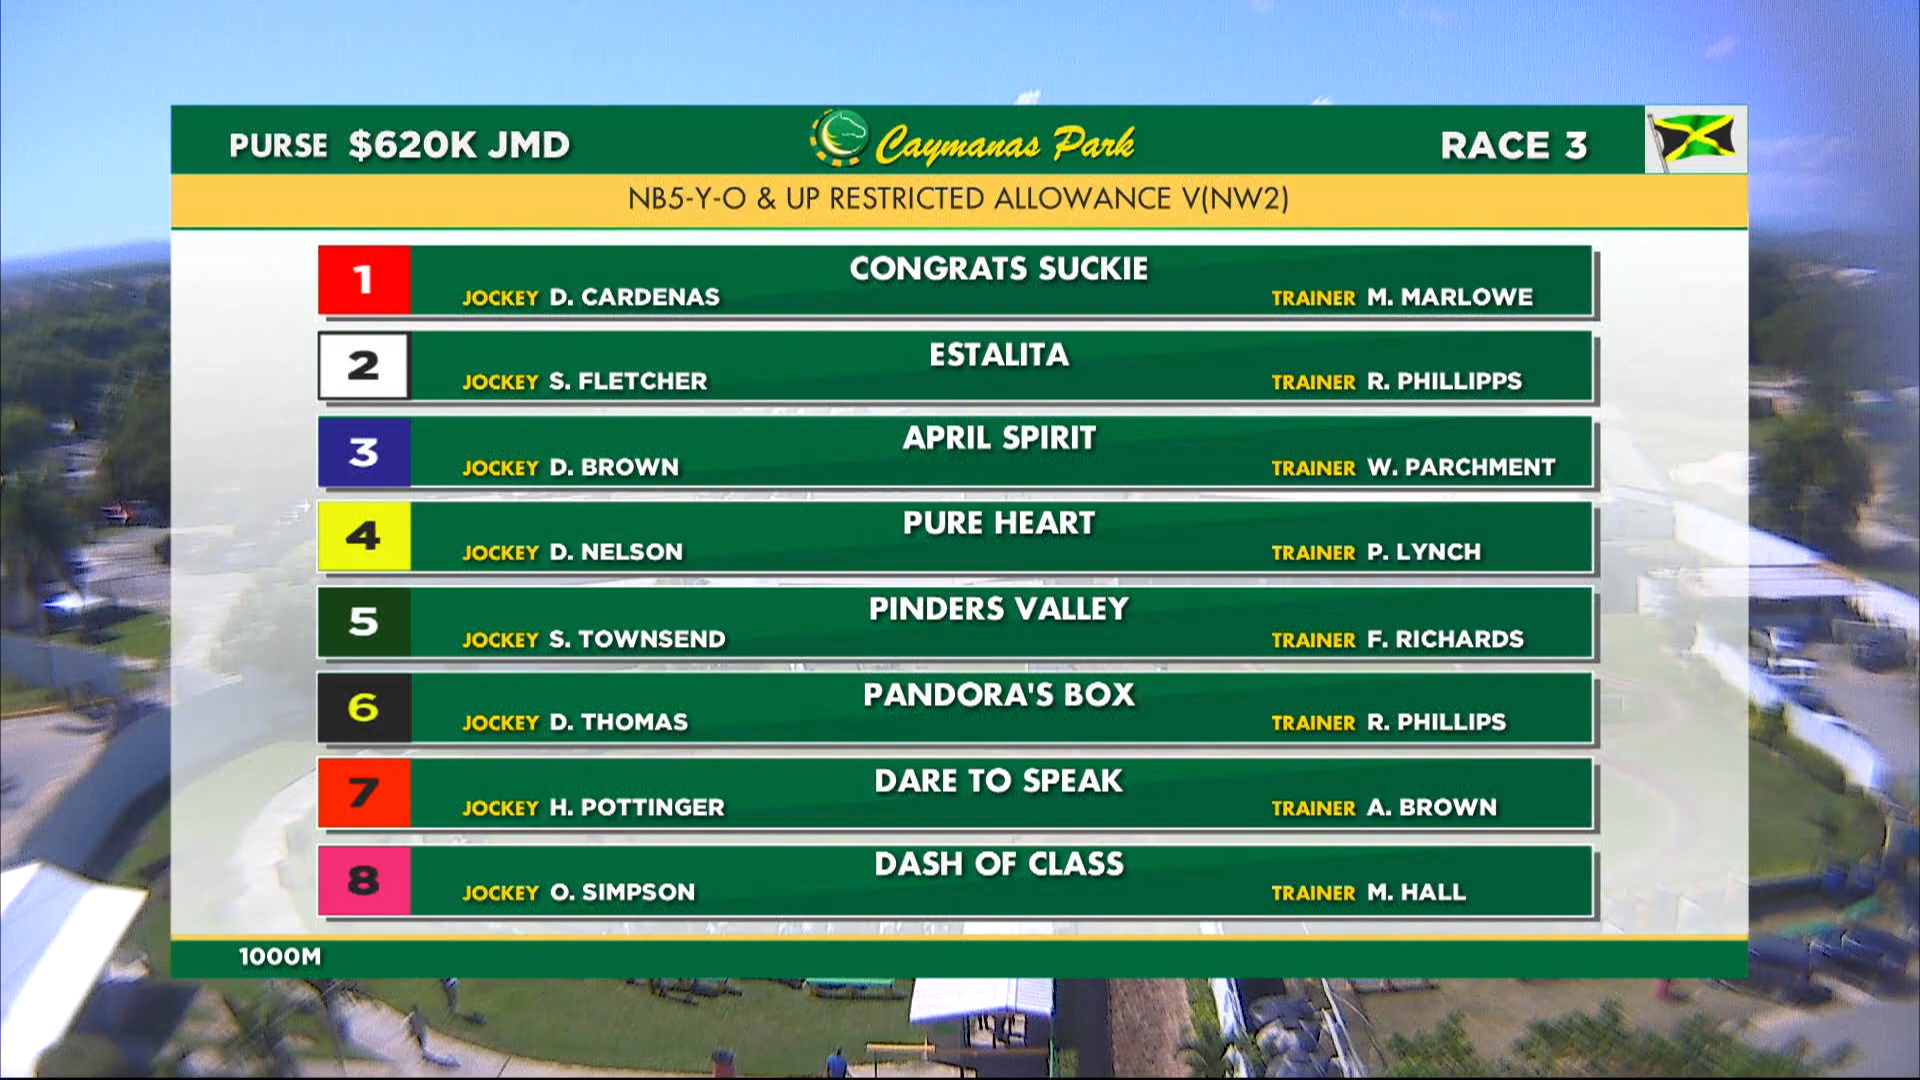 PURSE $620K JMD
Caymanas Park
RACE 3
NB5-Y-O & UP RESTRICTED ALLOWANCE V(NW2)
1
CONGRATS SUCKIE
JOCKEY D. CARDENAS
TRAINER M. MARLOWE
2
ESTALITA
JOCKEY S. FLETCHER
TRAINER R. PHILLIPPS
3
APRIL SPIRIT
JOCKEY D. BROWN
TRAINER W. PARCHMENT
4
PURE HEART
JOCKEY D. NELSON
TRAINER P. LYNCH
5
PINDERS VALLEY
JOCKEY S. TOWNSEND
TRAINER F. RICHARDS
6
PANDORA'S BOX
JOCKEY D. THOMAS
TRAINER R. PHILLIPS
7
DARE TO SPEAK
JOCKEY H. POTTINGER
TRAINER A. BROWN
8
DASH OF CLASS
JOCKEY O. SIMPSON
TRAINER M. HALL
1000M